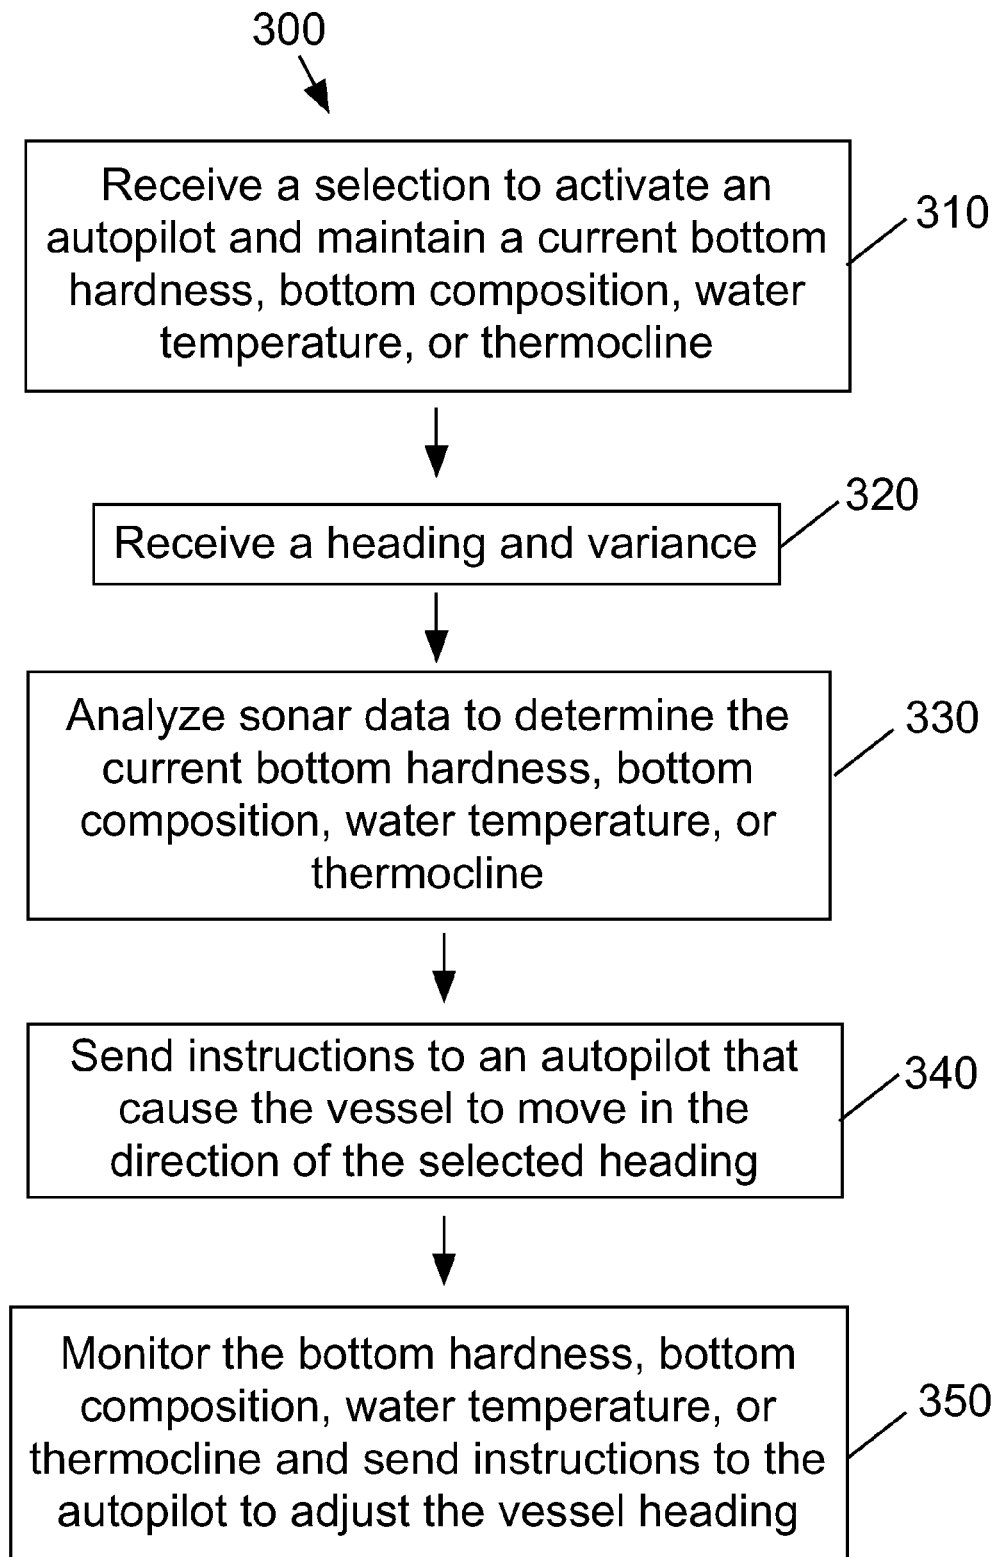 300
Receive a selection to activate an
autopilot and maintain a current bottom
hardness, bottom composition, water
temperature, or thermocline
310
Receive a heading and variance
320
Analyze sonar data to determine the
current bottom hardness, bottom
composition, water temperature, or
thermocline
330
Send instructions to an autopilot that
cause the vessel to move in the
direction of the selected heading
340
Monitor the bottom hardness, bottom
composition, water temperature, or
thermocline and send instructions to the
autopilot to adjust the vessel heading
350